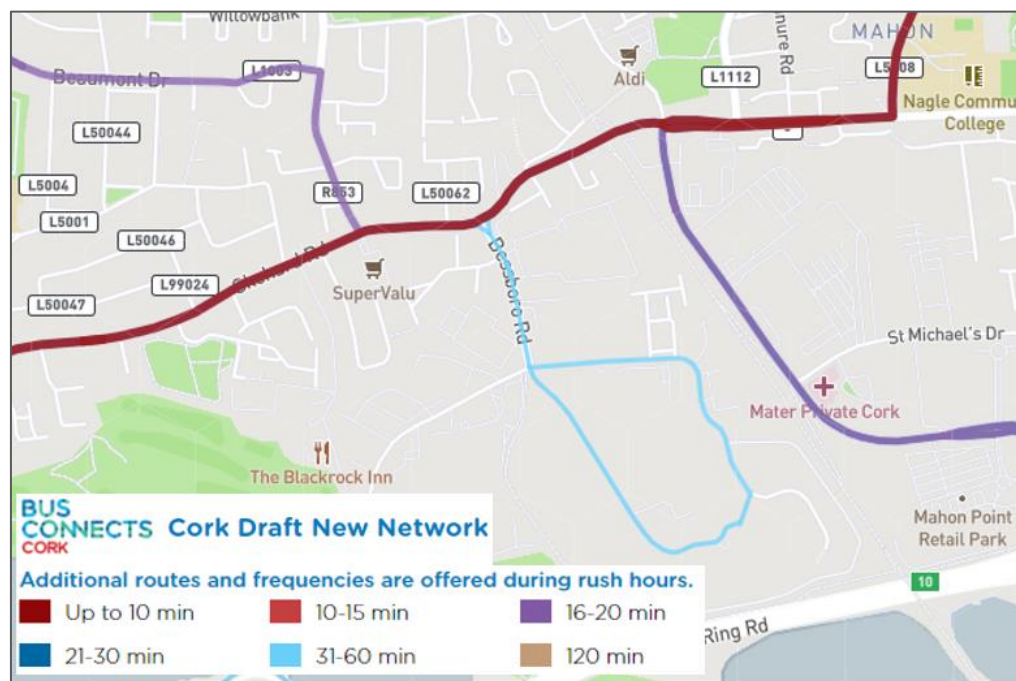 Willowbank
Beaumont Dr
L1003
L50044
L5004
L5001
L50046
L99024
L50047
R853
L50062
Skehard Rd
SuperValu
Aldi
L1112
MAHON
Nagle Commu
College
Bessboro Rd
St Michael's Dr
Mater Private Cork
The Blackrock Inn
Mahon Point
Retail Park
10
Ring Rd
BUS
CONNECTS
CORK
Cork Draft New Network
Additional routes and frequencies are offered during rush hours.
Up to 10 min
10-15 min
16-20 min
21-30 min
31-60 min
120 min